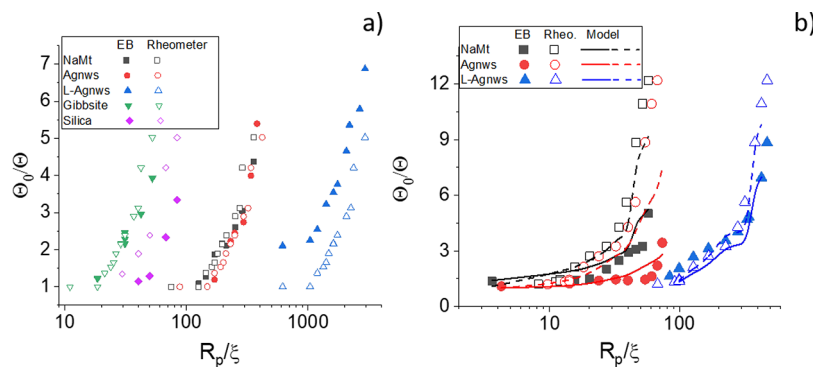 a)
EB Rheometer
NaMt
Agnws
L-Agnws
Gibbsite
Silica
7
6
5
4
3
2
1
Θ₀/Θ
10 100 1000
Rₚ/ξ
b)
EB Rheo. Model
NaMt
Agnws
L-Agnws
12
9
6
3
0
Θ₀/Θ
10 100
Rₚ/ξ